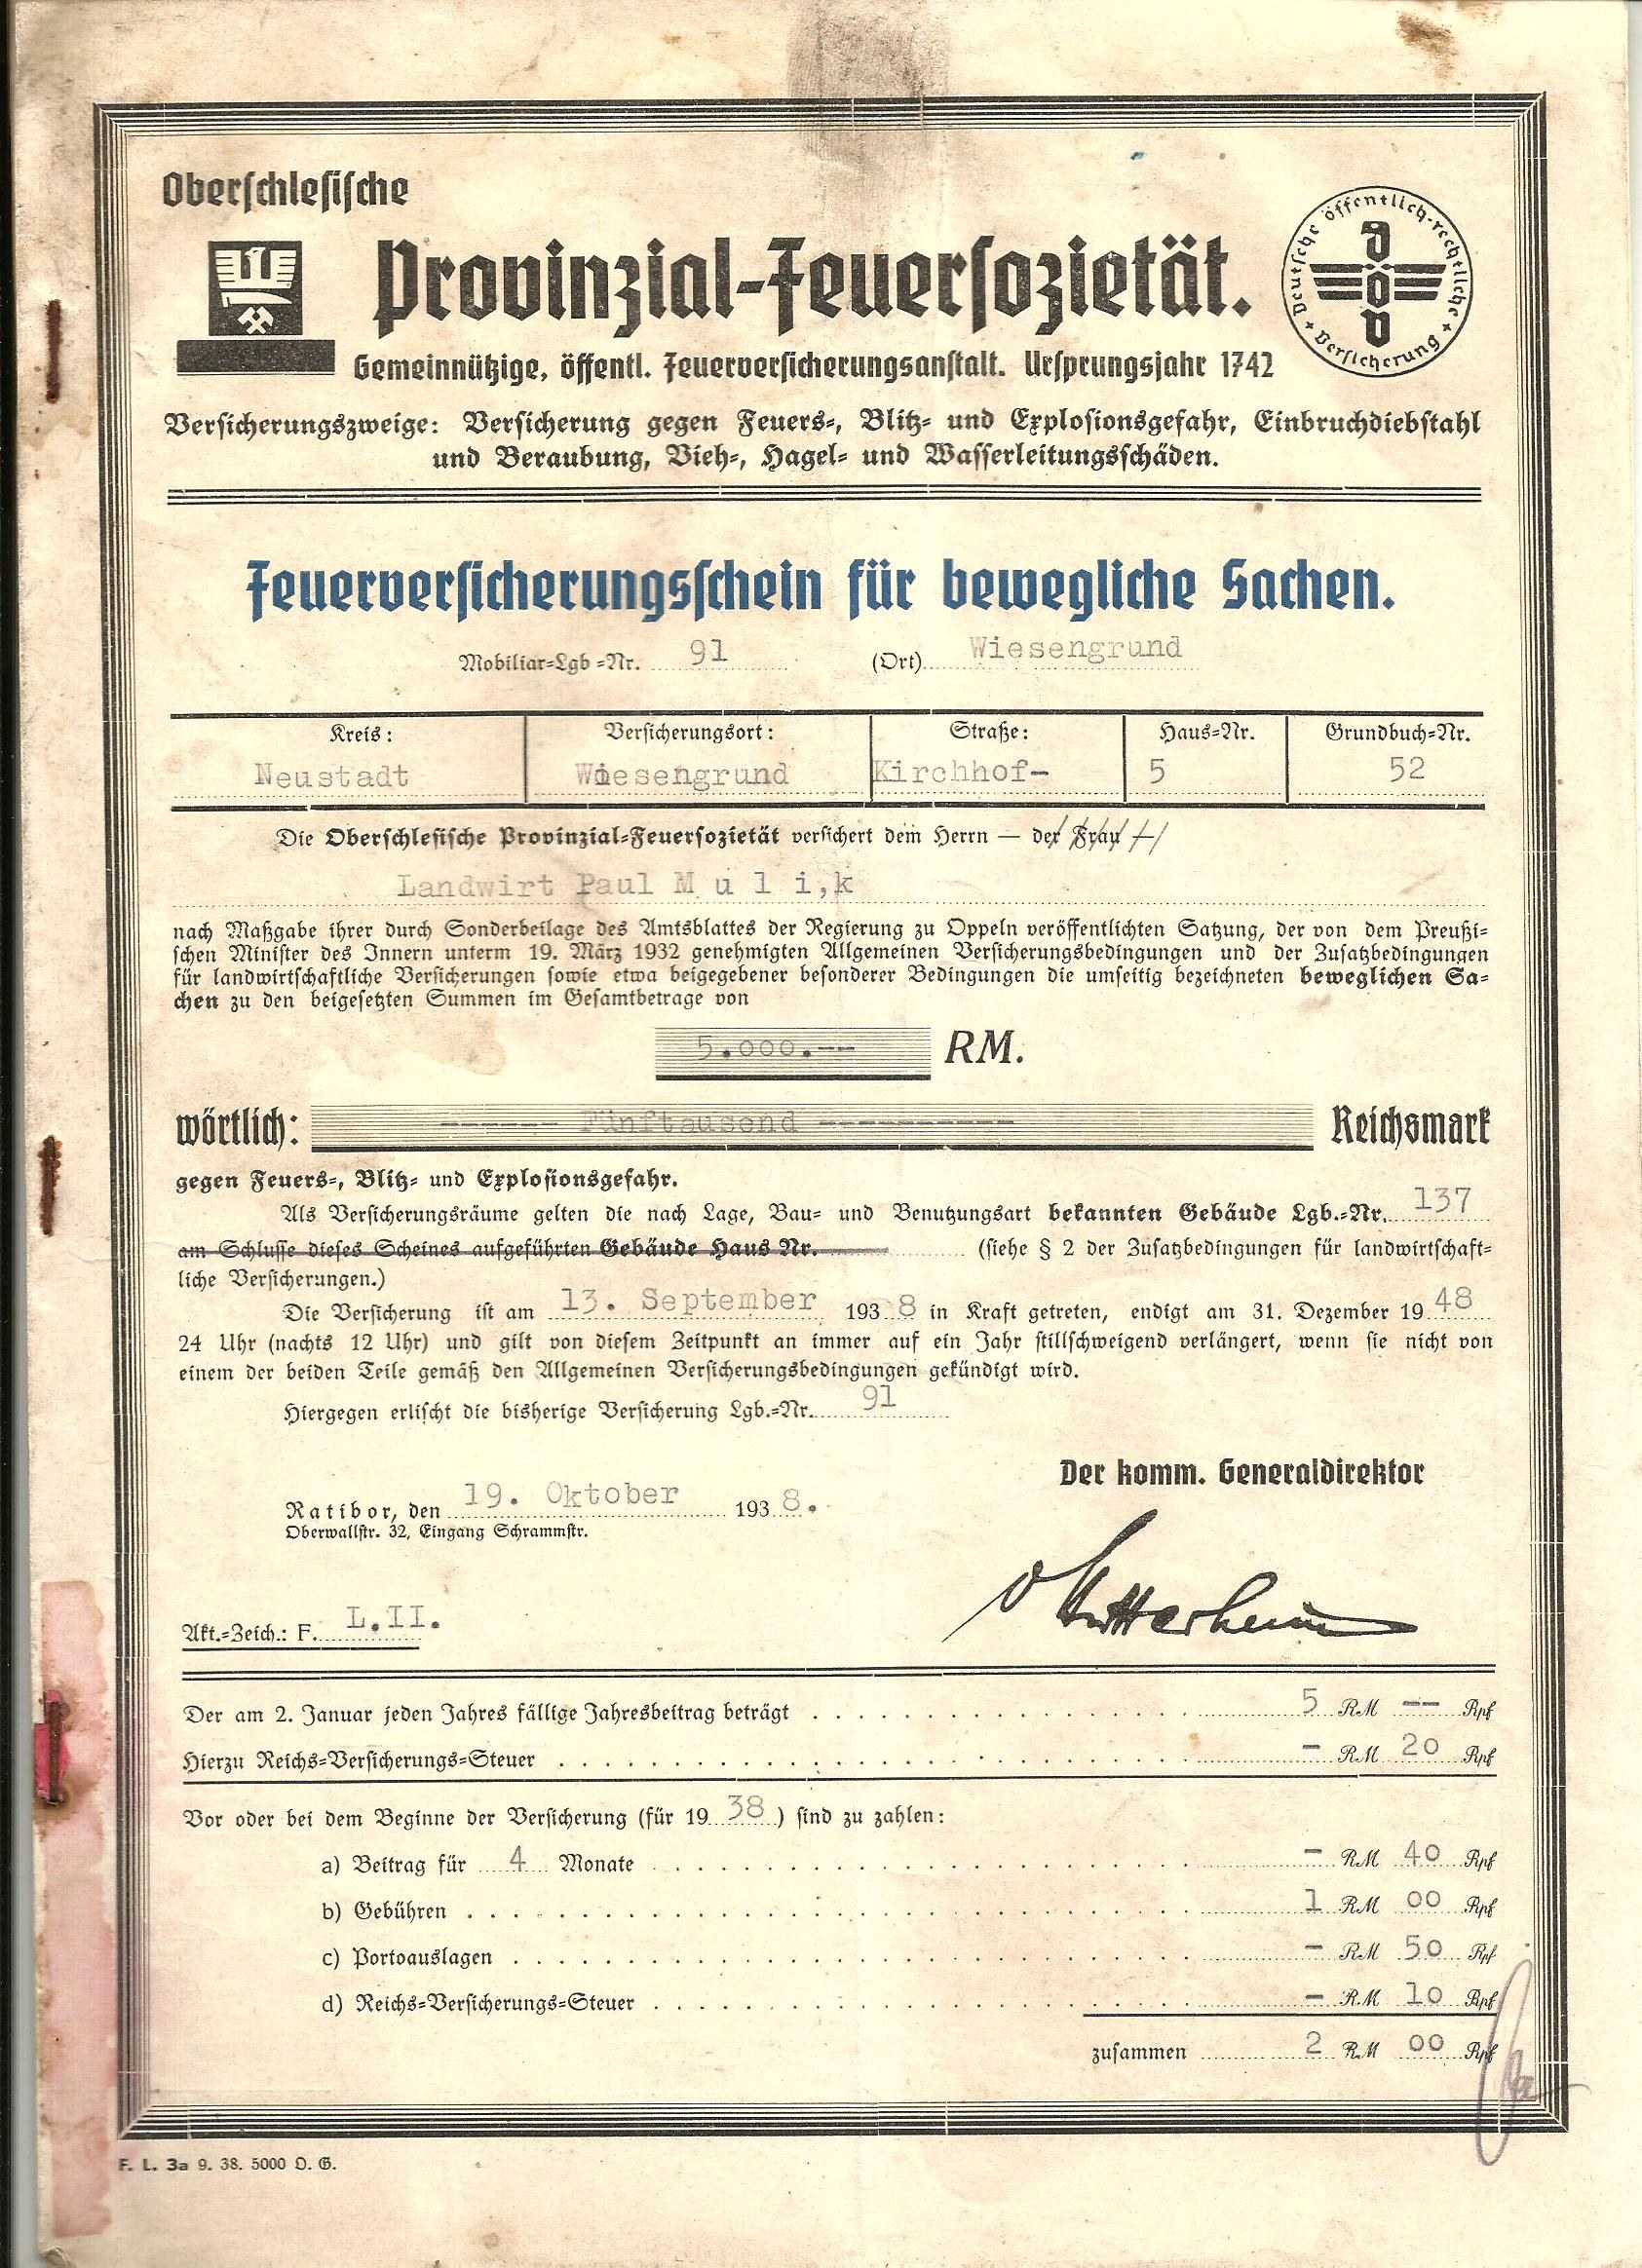 Oberschlesische
Provinzial-Feuersozietät.
Deutsche öffentlich-rechtliche
DÖV
+ Versicherung +
Gemeinnützige, öffentl. Feuerversicherungsanstalt. Ursprungsjahr 1742
Versicherungszweige: Versicherung gegen Feuers-, Blitz- und Explosionsgefahr, Einbruchdiebstahl
und Beraubung, Vieh-, Hagel- und Wasserleitungsschäden.
Feuerversicherungsschein für bewegliche Sachen.
Mobiliar-Lgb-Nr. 91 (Ort) Wiesengrund
Kreis: Versicherungsort: Straße: Haus-Nr. Grundbuch-Nr.
Neustadt Wiesengrund Kirchhof- 5 52
Die Oberschlesische Provinzial-Feuersozietät versichert dem Herrn — der Frau —
Landwirt Paul M u l i,k
nach Maßgabe ihrer durch Sonderbeilage des Amtsblattes der Regierung zu Oppeln veröffentlichten Satzung, der von dem Preußi-
schen Minister des Innern unterm 19. März 1932 genehmigten Allgemeinen Versicherungsbedingungen und der Zusatzbedingungen
für landwirtschaftliche Versicherungen sowie etwa beigegebener besonderer Bedingungen die umseitig bezeichneten beweglichen Sa-
chen zu den beigesetzten Summen im Gesamtbetrage von
5.000.-- RM.
wörtlich: ------ Fünftausend ---------- Reichsmark
gegen Feuers-, Blitz- und Explosionsgefahr.
Als Versicherungsräume gelten die nach Lage, Bau- und Benutzungsart bekannten Gebäude Lgb.-Nr. 137
am Schlusse dieses Scheines aufgeführten Gebäude Haus Nr. (siehe § 2 der Zusatzbedingungen für landwirtschaft-
liche Versicherungen.)
Die Versicherung ist am 13. September 1938 in Kraft getreten, endigt am 31. Dezember 1948
24 Uhr (nachts 12 Uhr) und gilt von diesem Zeitpunkt an immer auf ein Jahr stillschweigend verlängert, wenn sie nicht von
einem der beiden Teile gemäß den Allgemeinen Versicherungsbedingungen gekündigt wird.
Hiergegen erlischt die bisherige Versicherung Lgb.-Nr. 91
Der komm. Generaldirektor
Ratibor, den 19. Oktober 1938.
Oberwallstr. 32, Eingang Schrammstr.
Akt.-Zeich.: F. L.II.
Der am 2. Januar jeden Jahres fällige Jahresbeitrag beträgt 5 RM -- Rpf
Hierzu Reichs-Versicherungs-Steuer - RM 20 Rpf
Vor oder bei dem Beginne der Versicherung (für 1938) sind zu zahlen:
a) Beitrag für 4 Monate - RM 40 Rpf
b) Gebühren 1 RM 00 Rpf
c) Portoauslagen - RM 50 Rpf
d) Reichs-Versicherungs-Steuer - RM 10 Rpf
zusammen 2 RM 00 Rpf
F. L. 3a 9. 38. 5000 D. G.